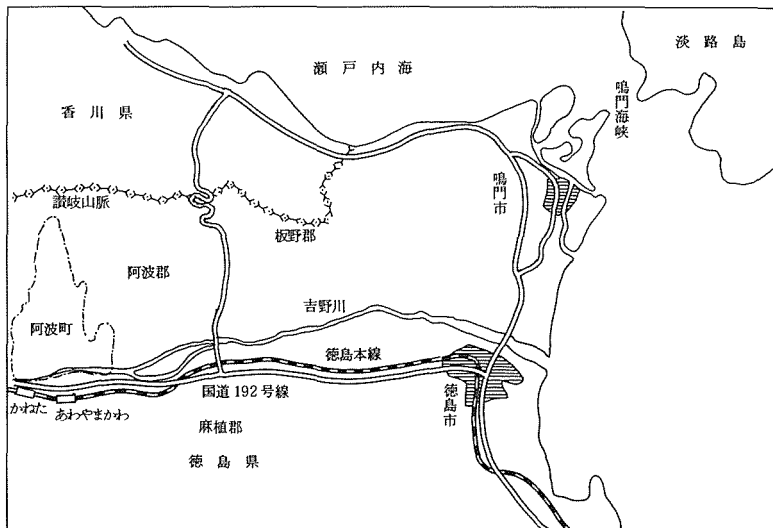 淡路島
瀬戸内海
鳴門海峡
香川県
鳴門市
讃岐山脈
板野郡
阿波郡
吉野川
阿波町
徳島本線
国道192号線
徳島市
かねた
あわやまかわ
麻植郡
徳島県